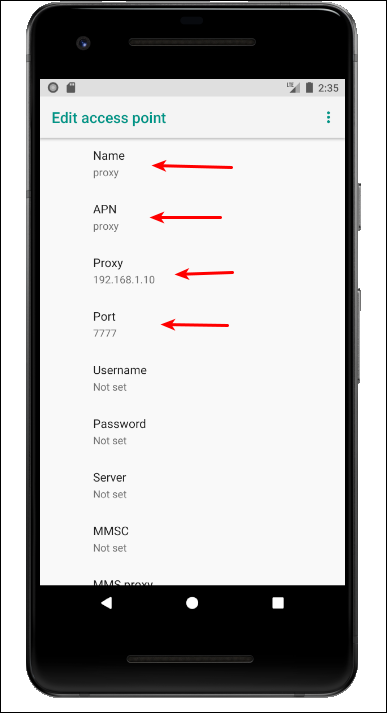 LTE 2:35
Edit access point
Name
proxy
APN
proxy
Proxy
192.168.1.10
Port
7777
Username
Not set
Password
Not set
Server
Not set
MMSC
Not set
MMS proxy